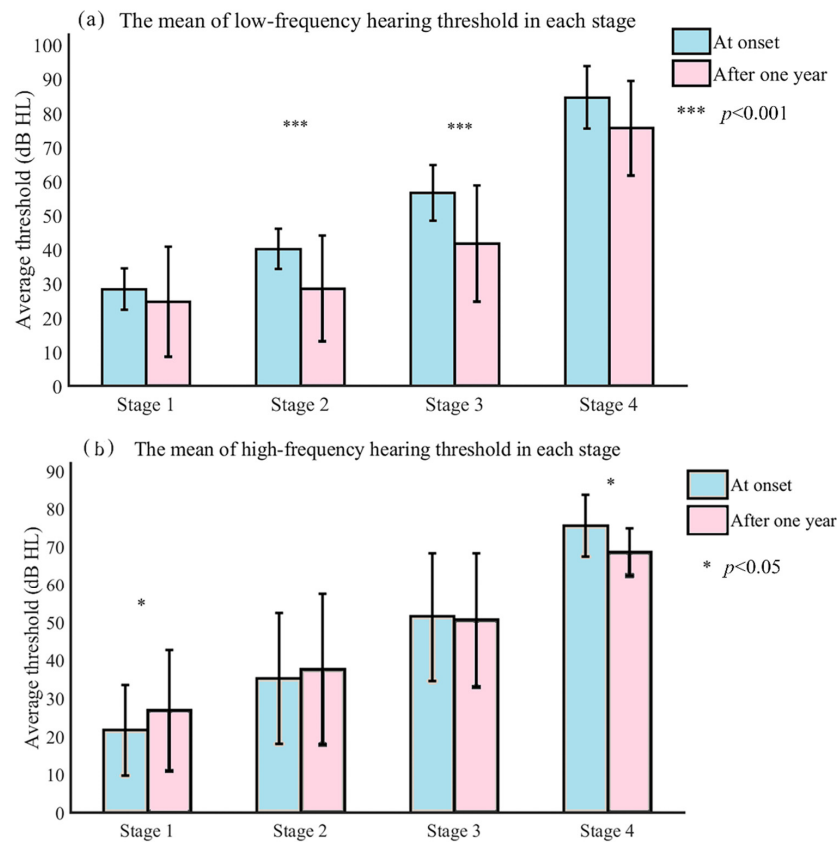 (a) The mean of low-frequency hearing threshold in each stage
At onset
After one year
*** p<0.001
Average threshold (dB HL)
100
90
80
70
60
50
40
30
20
10
0
***
***
Stage 1 Stage 2 Stage 3 Stage 4
(b) The mean of high-frequency hearing threshold in each stage
At onset
After one year
* p<0.05
Average threshold (dB HL)
90
80
70
60
50
40
30
20
10
0
*
*
Stage 1 Stage 2 Stage 3 Stage 4